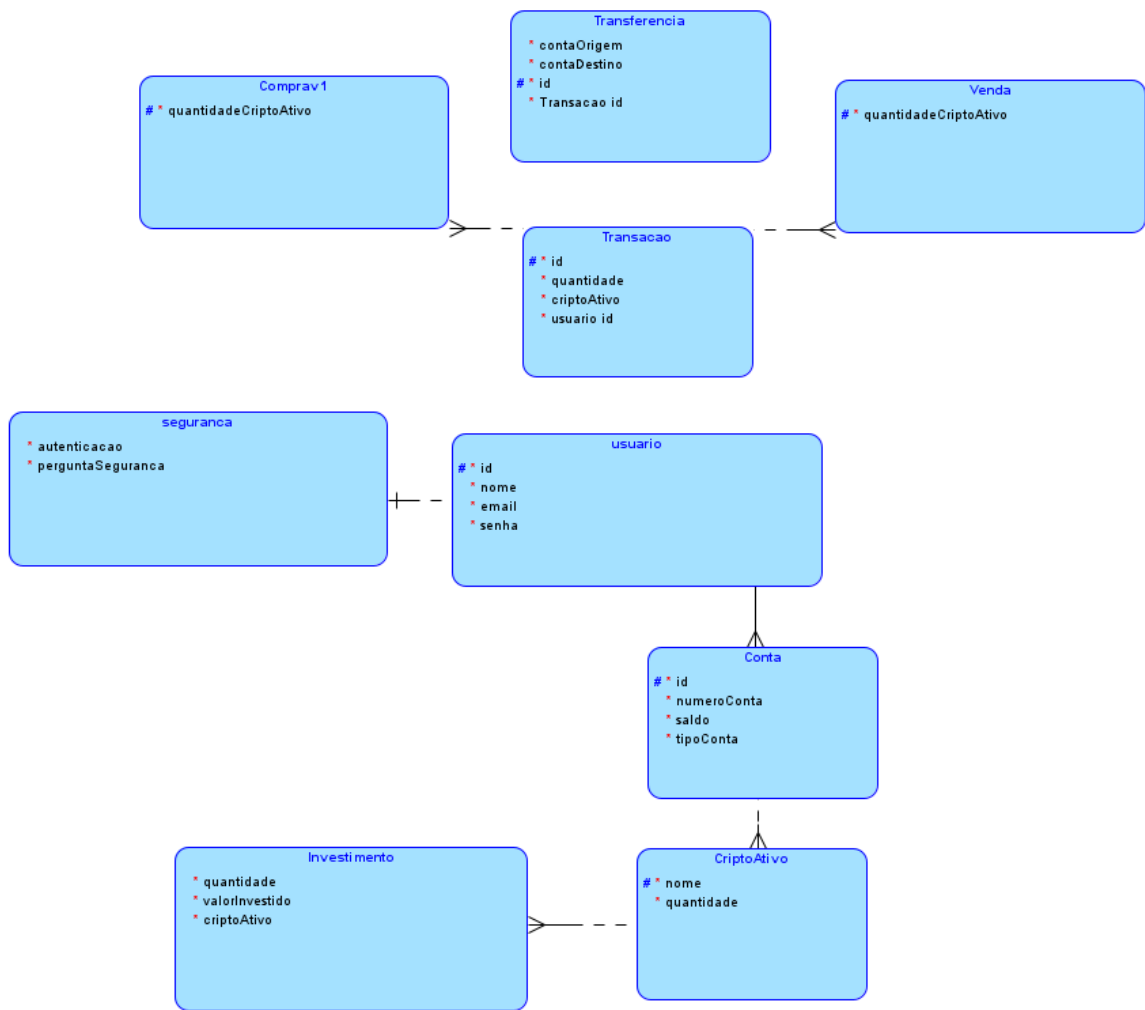 Transferencia
* contaOrigem
* contaDestino
# * id
* Transacao id
Comprav1
# * quantidadeCriptoAtivo
Venda
# * quantidadeCriptoAtivo
Transacao
# * id
* quantidade
* criptoAtivo
* usuario id
seguranca
* autenticacao
* perguntaSeguranca
usuario
# * id
* nome
* email
* senha
Conta
# * id
* numeroConta
* saldo
* tipoConta
Investimento
* quantidade
* valorInvestido
* criptoAtivo
CriptoAtivo
# * nome
* quantidade